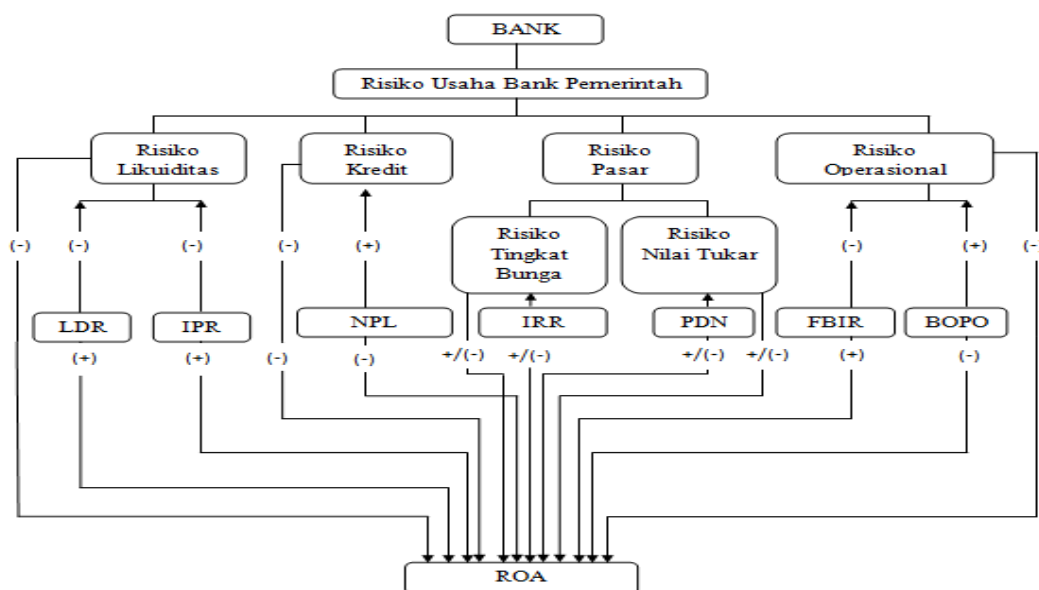 BANK
Risiko Usaha Bank Pemerintah
Risiko
Likuiditas
Risiko
Kredit
Risiko
Pasar
Risiko
Operasional
(-) (-) (-) (-) (+) (-) (+) (-
Risiko
Tingkat
Bunga
Risiko
Nilai Tukar
LDR IPR NPL IRR PDN FBIR BOPO
(+) (+) (-) (-) +/(-) +/(-) +/(-) +/(-) (+) (-)
ROA